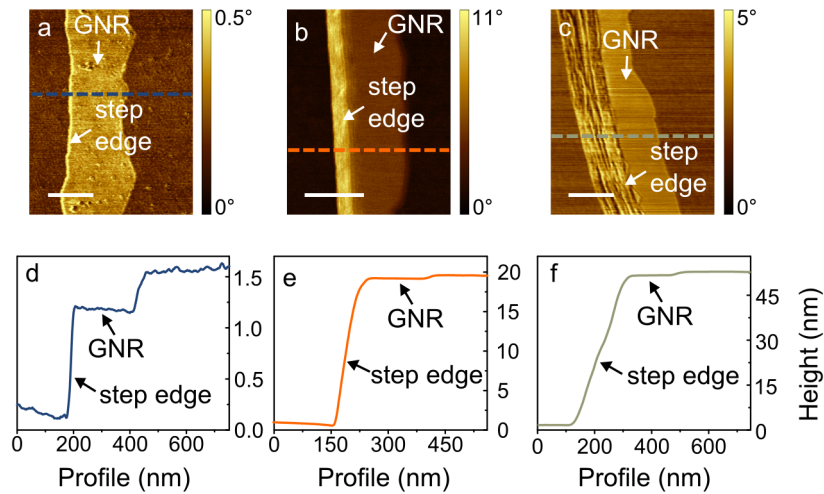 a
GNR
step
edge
0.5°
0°
b
GNR
step
edge
11°
0°
c
GNR
step
edge
5°
0°
d
GNR
step edge
1.5
1.0
0.5
0.0
0 200 400 600
Profile (nm)
e
GNR
step edge
20
15
10
5
0
0 150 300 450
Profile (nm)
f
GNR
step edge
45
30
15
0
0 200 400 600
Profile (nm)
Height (nm)